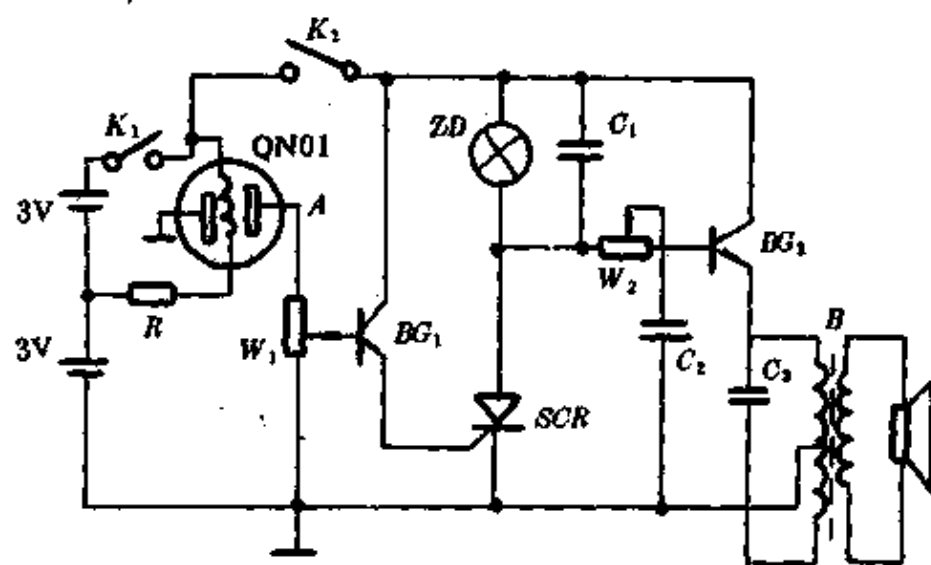 K₂
K₁
QN01
ZD
C₁
3V
A
W₂
BG₂
R
W₁
BG₁
B
3V
C₂
C₃
SCR